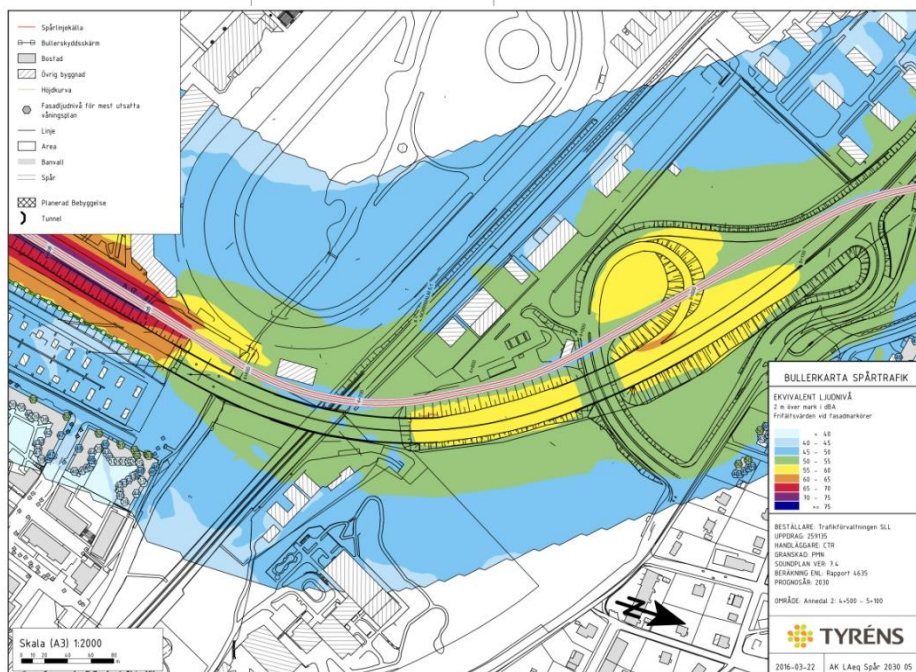 Spårlinjekälla
Bullerskyddsskärm
Bostad
Övrig byggnad
Höjdkurva
Fasadljudnivå för mest utsatta
våningsplan
Linje
Area
Banvall
Spår
Planerad Bebyggelse
Tunnel
BULLERKARTA SPÅRTRAFIK
EKVIVALENT LJUDNIVÅ
2 m över mark i dBA
Frifältsvärden vid fasadmarkörer
< 40
40 - 45
45 - 50
50 - 55
55 - 60
60 - 65
65 - 70
70 - 75
>= 75
BESTÄLLARE: Trafikförvaltningen SLL
UPPDRAG: 259135
HANDLÄGGARE: CTR
GRANSKAD: PMN
SOUNDPLAN VER: 7.4
BERÄKNING ENL: Rapport 4635
PROGNOSÅR: 2030
OMRÅDE: Annedal 2: 4+500 - 5+100
Z
TYRÉNS
Skala (A3) 1:2000
0 10 20 40 60 80
2016-03-22 AK LAeq Spår 2030 05